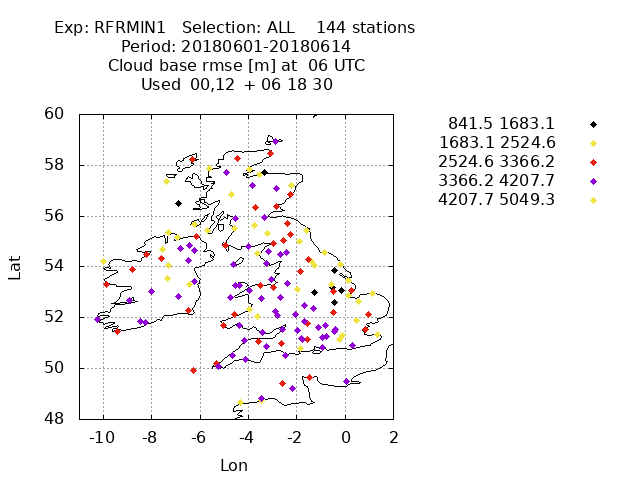 Exp: RFRMIN1 Selection: ALL 144 stations
Period: 20180601-20180614
Cloud base rmse [m] at 06 UTC
Used 00,12 + 06 18 30
841.5 1683.1
1683.1 2524.6
2524.6 3366.2
3366.2 4207.7
4207.7 5049.3
60
58
56
54
52
50
48
Lat
-10 -8 -6 -4 -2 0 2
Lon